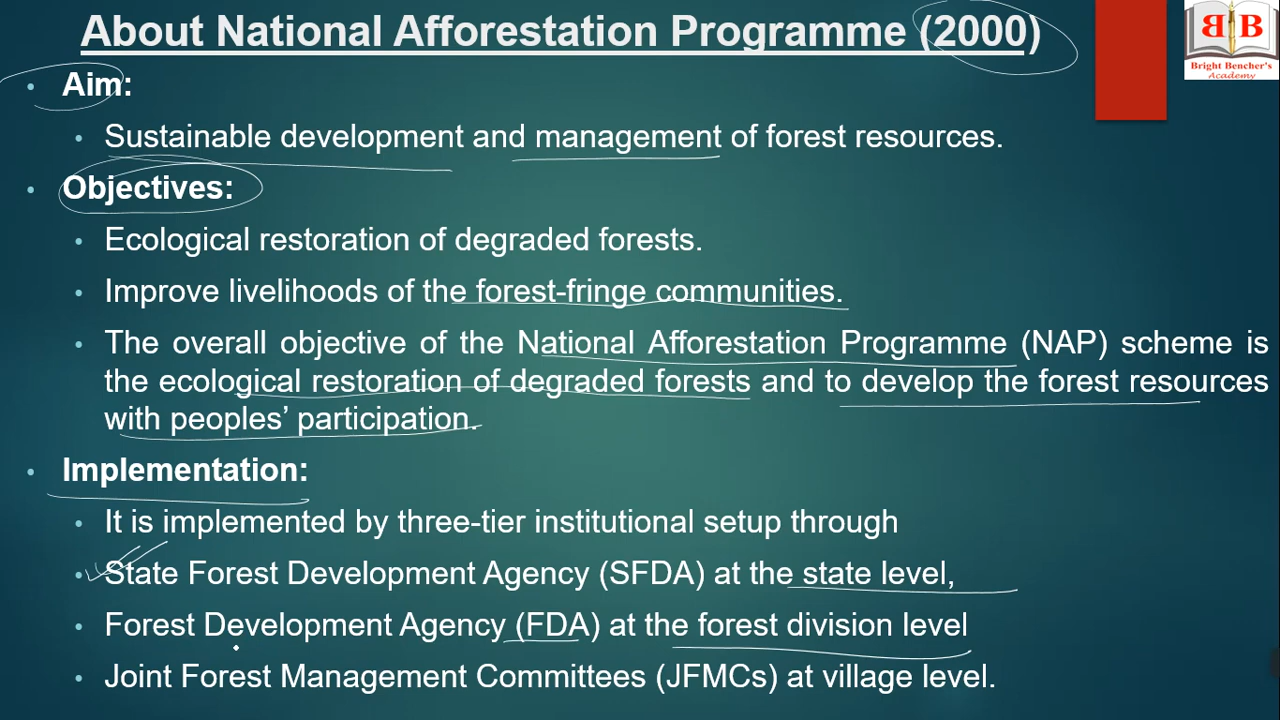 About National Afforestation Programme (2000)
BB
Bright Bencher's
Academy
• Aim:
• Sustainable development and management of forest resources.
• Objectives:
• Ecological restoration of degraded forests.
• Improve livelihoods of the forest-fringe communities.
• The overall objective of the National Afforestation Programme (NAP) scheme is
the ecological restoration of degraded forests and to develop the forest resources
with peoples’ participation.
• Implementation:
• It is implemented by three-tier institutional setup through
• State Forest Development Agency (SFDA) at the state level,
• Forest Development Agency (FDA) at the forest division level
• Joint Forest Management Committees (JFMCs) at village level.